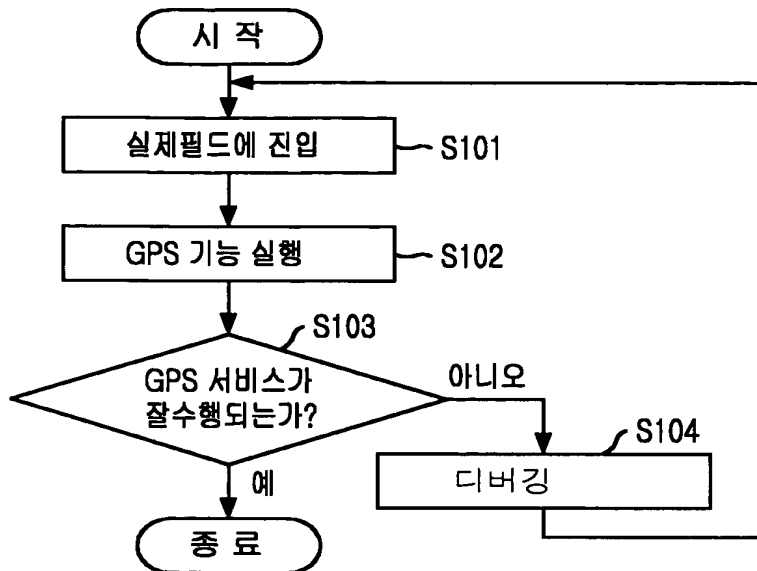 시 작
실제필드에 진입
S101
GPS 기능 실행
S102
S103
GPS 서비스가
잘수행되는가?
아니오
S104
디버깅
예
종 료